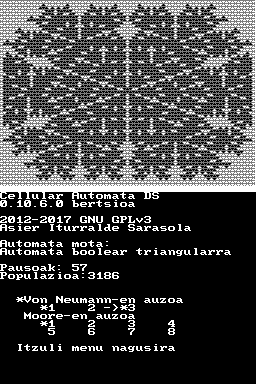 Cellular Automata DS
0.10.6.0 bertsioa
2012-2017 GNU GPLv3
Asier Iturralde Sarasola
Automata mota:
Automata boolear triangularra
Pausoak: 57
Populazioa:3186
*Von Neumann-en auzoa
*1 2 ->*3
Moore-en auzoa
*1 2 3 4
5 6 7 8
Itzuli menu nagusira